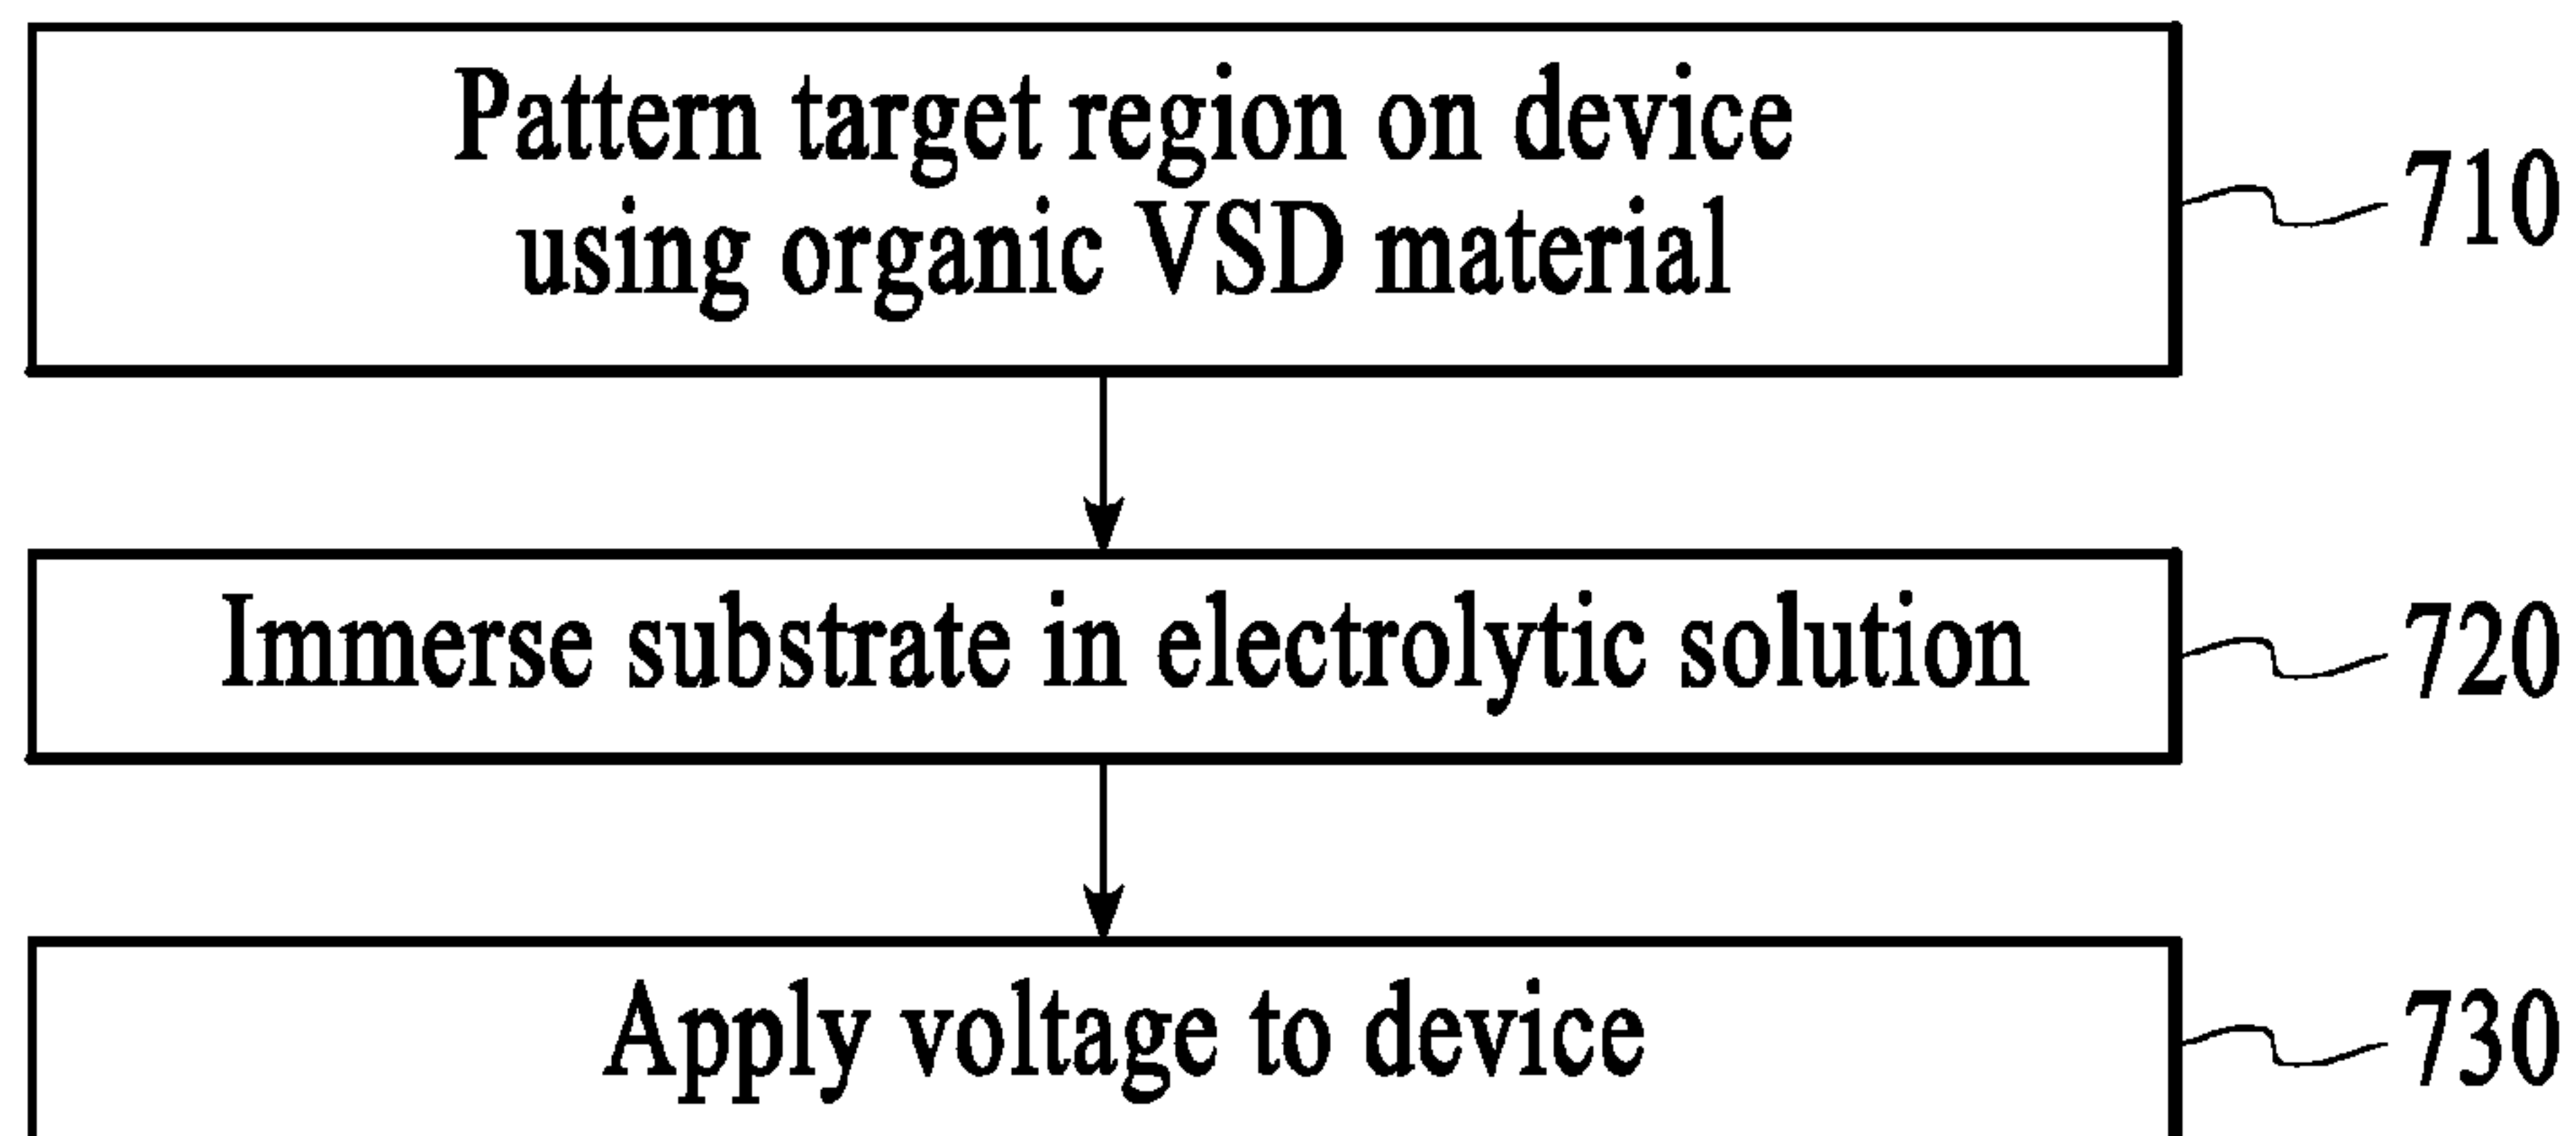 Pattern target region on device
using organic VSD material
710
Immerse substrate in electrolytic solution
720
Apply voltage to device
730